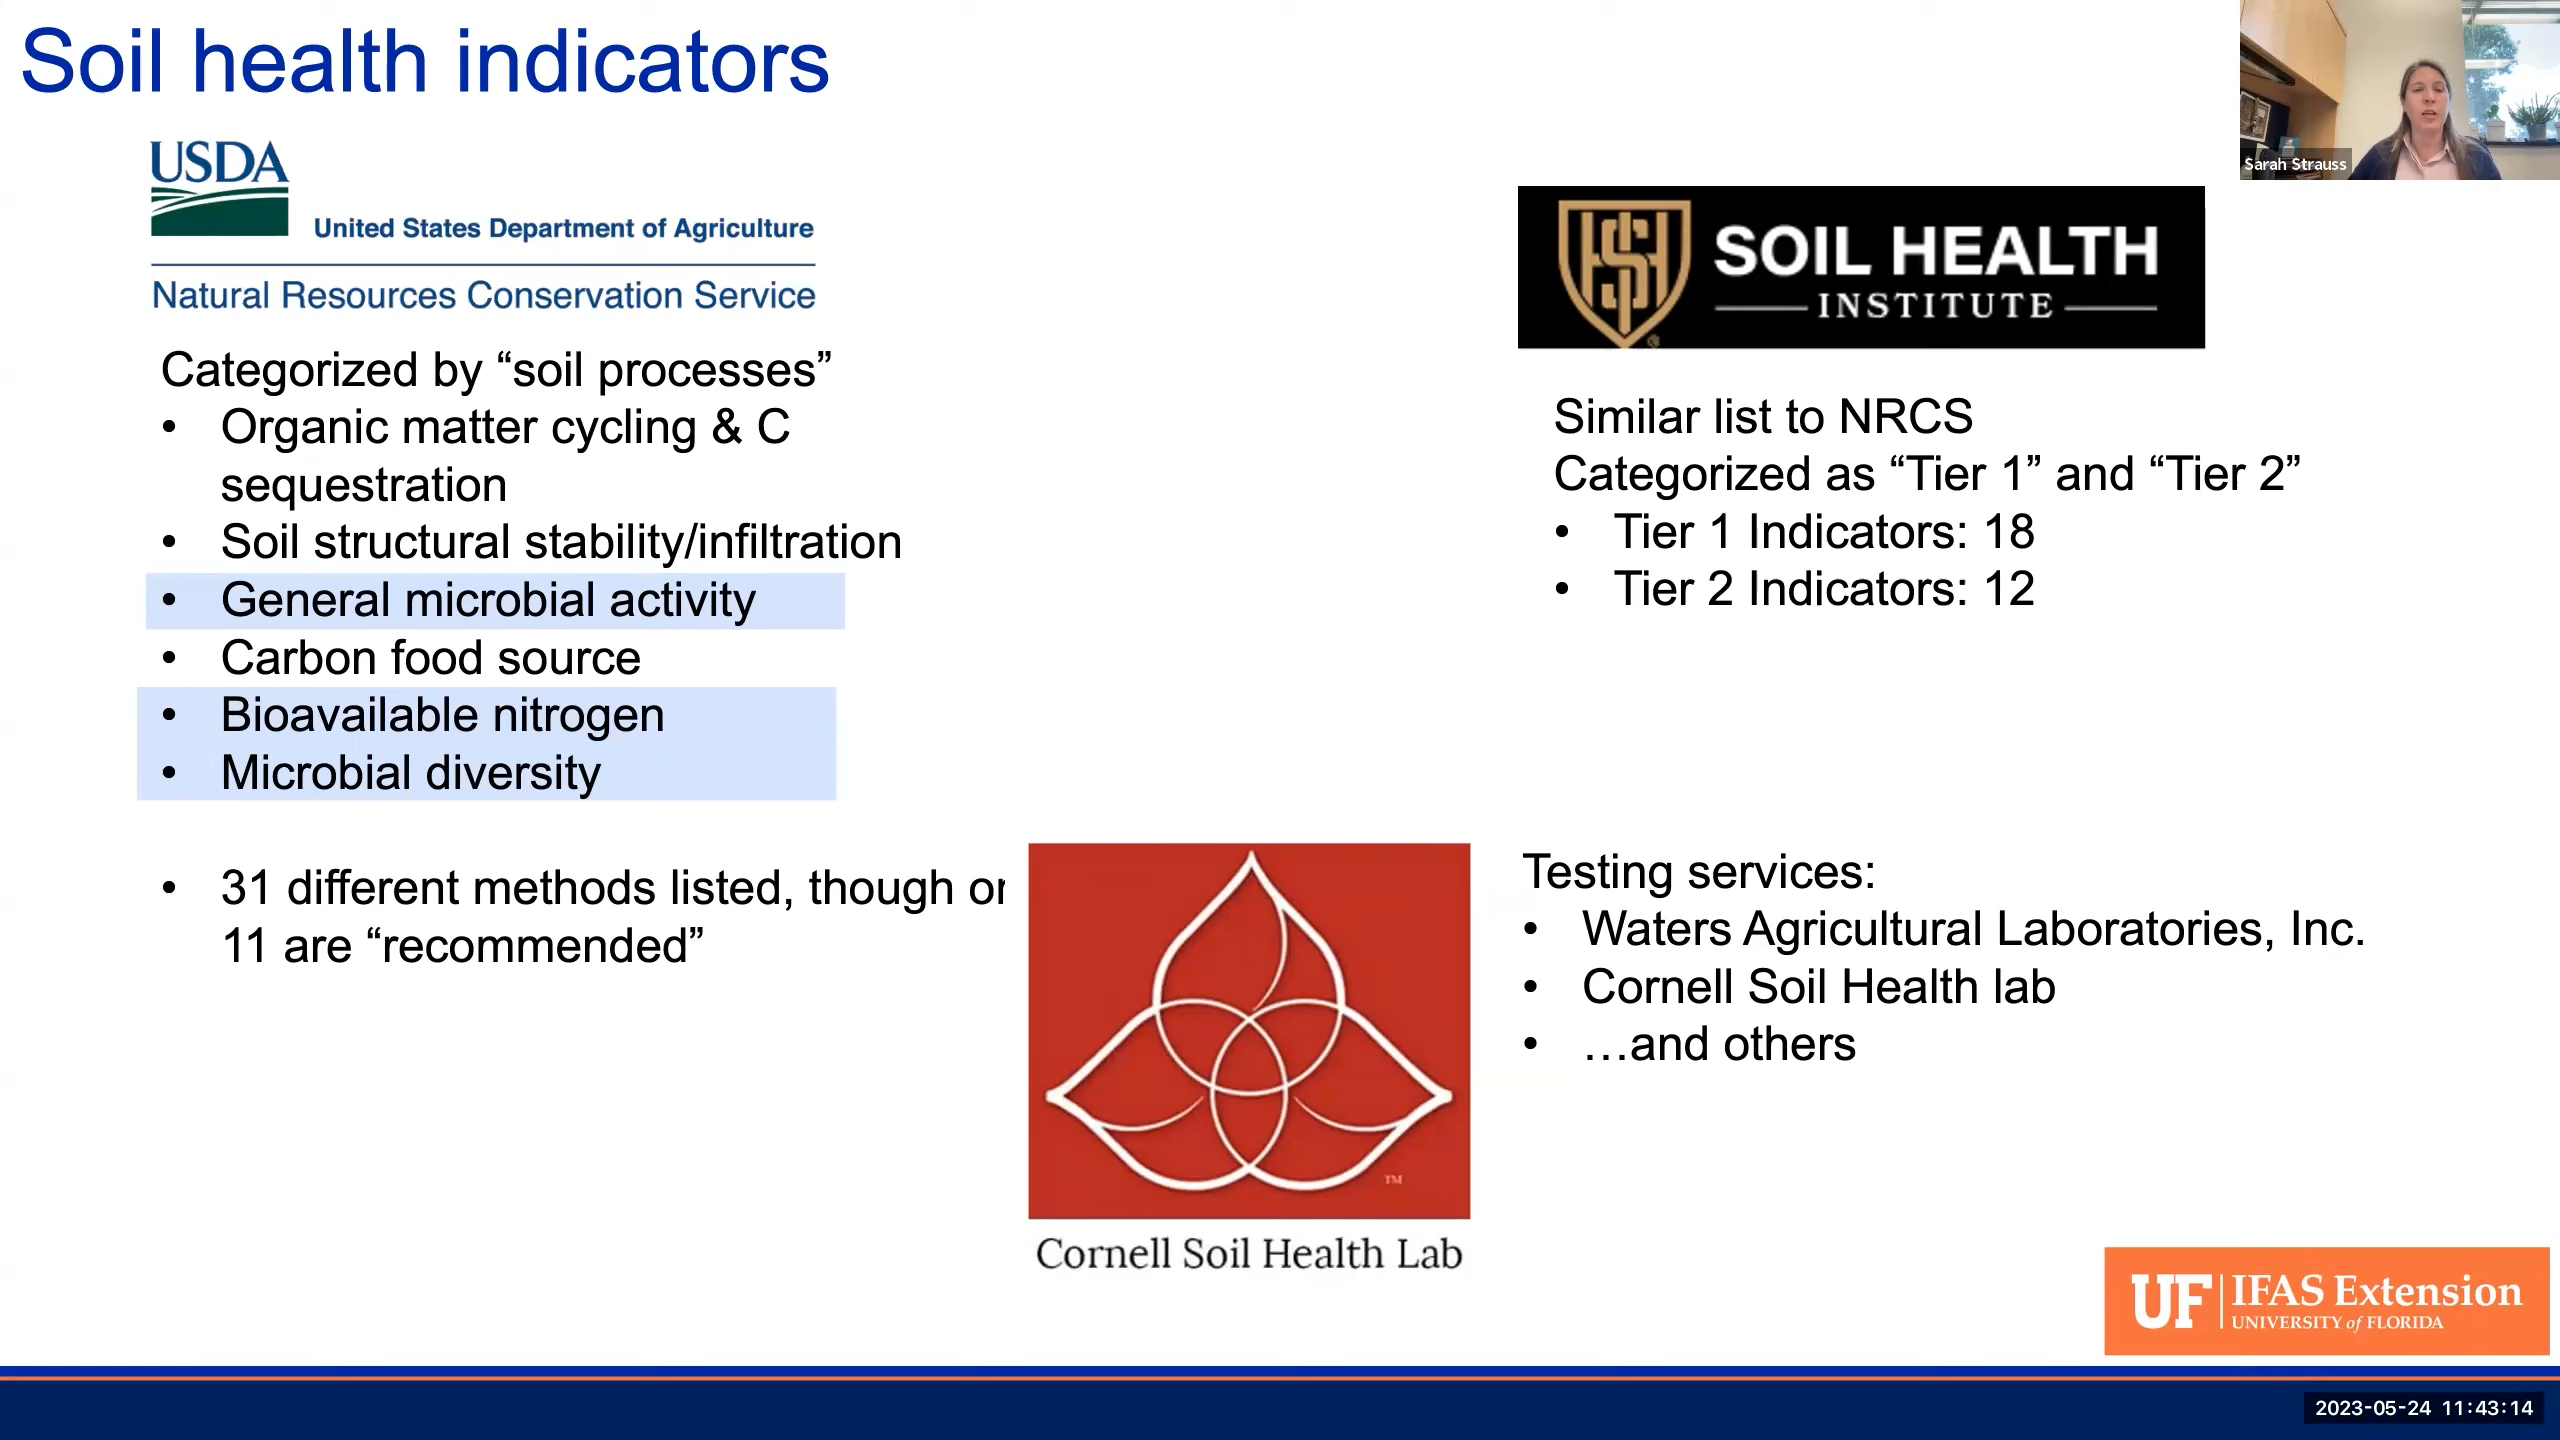 Soil health indicators
Sarah Strauss
USDA
United States Department of Agriculture
Natural Resources Conservation Service
Categorized by “soil processes”
• Organic matter cycling & C
sequestration
• Soil structural stability/infiltration
• General microbial activity
• Carbon food source
• Bioavailable nitrogen
• Microbial diversity
• 31 different methods listed, though
11 are “recommended”
SOIL HEALTH
INSTITUTE
Similar list to NRCS
Categorized as “Tier 1” and “Tier 2”
• Tier 1 Indicators: 18
• Tier 2 Indicators: 12
TM
Cornell Soil Health Lab
Testing services:
• Waters Agricultural Laboratories, Inc.
• Cornell Soil Health lab
• …and others
UF IFAS Extension
UNIVERSITY of FLORIDA
2023-05-24 11:43:14